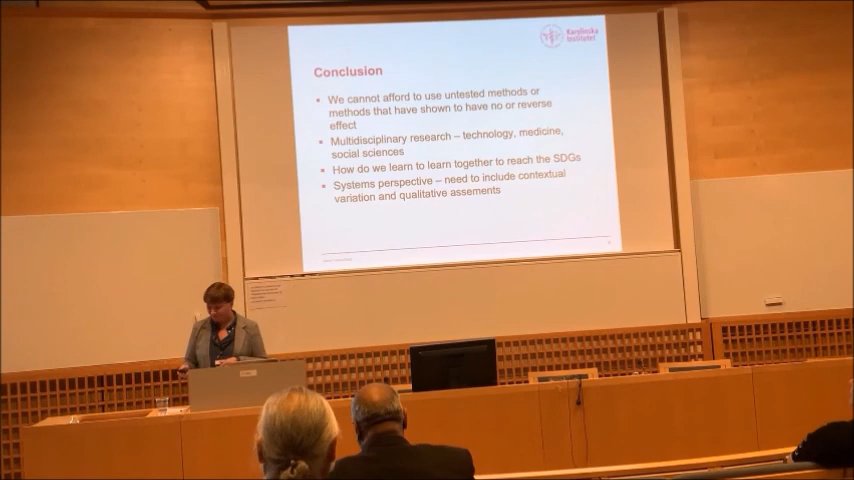 Karolinska
Institutet
Conclusion
▪ We cannot afford to use untested methods or
methods that have shown to have no or reverse
effect
▪ Multidisciplinary research – technology, medicine,
social sciences
▪ How do we learn to learn together to reach the SDGs
▪ Systems perspective – need to include contextual
variation and qualitative assements